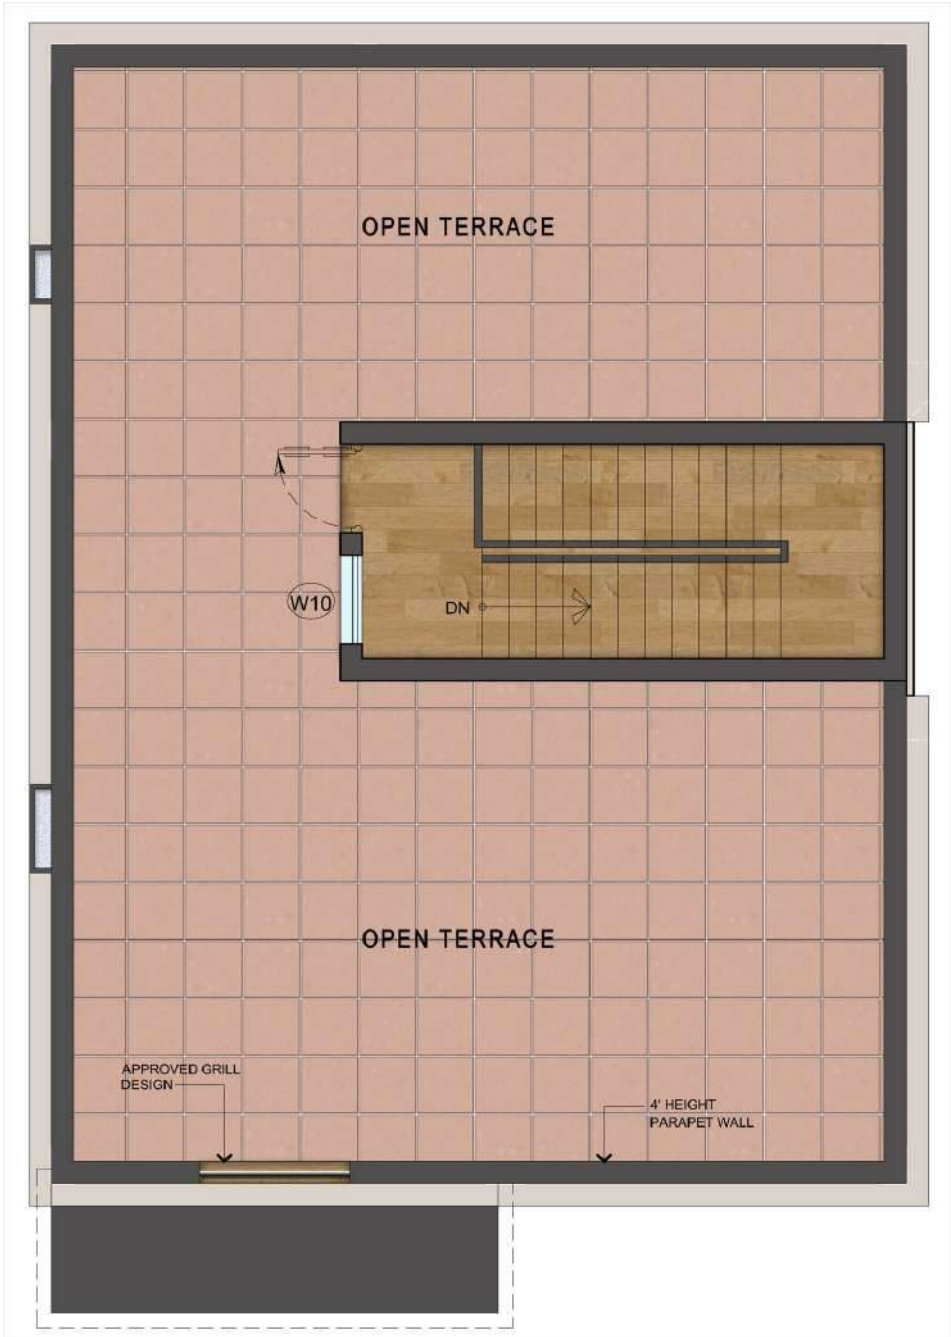 OPEN TERRACE
W10
DN
OPEN TERRACE
APPROVED GRILL
DESIGN
4' HEIGHT
PARAPET WALL